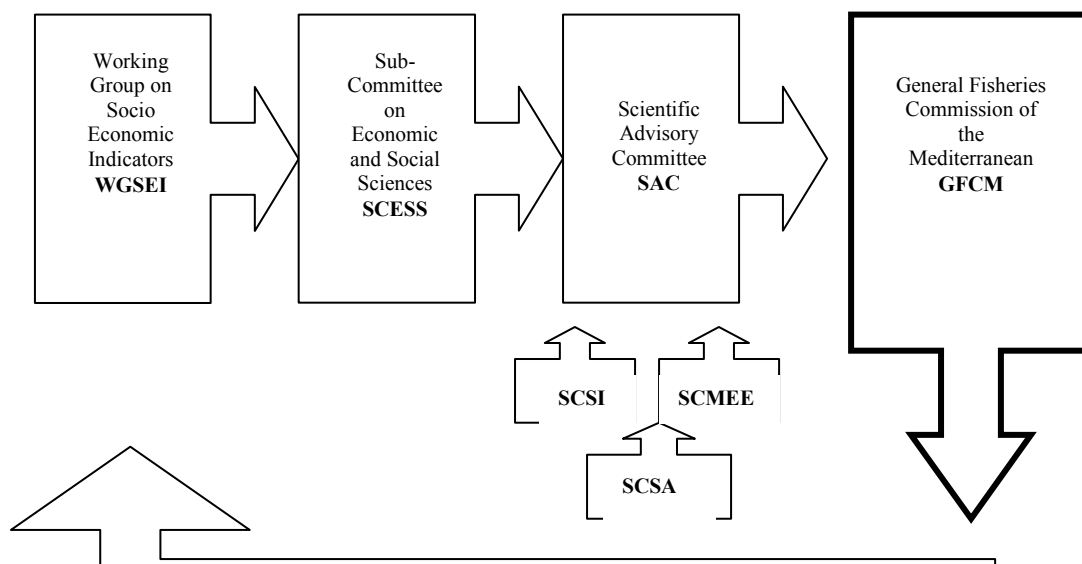 Working
Group on
Socio
Economic
Indicators
WGSEI
Sub-
Committee
on
Economic
and Social
Sciences
SCESS
Scientific
Advisory
Committee
SAC
General Fisheries
Commission of
the
Mediterranean
GFCM
SCSI
SCMEE
SCSA